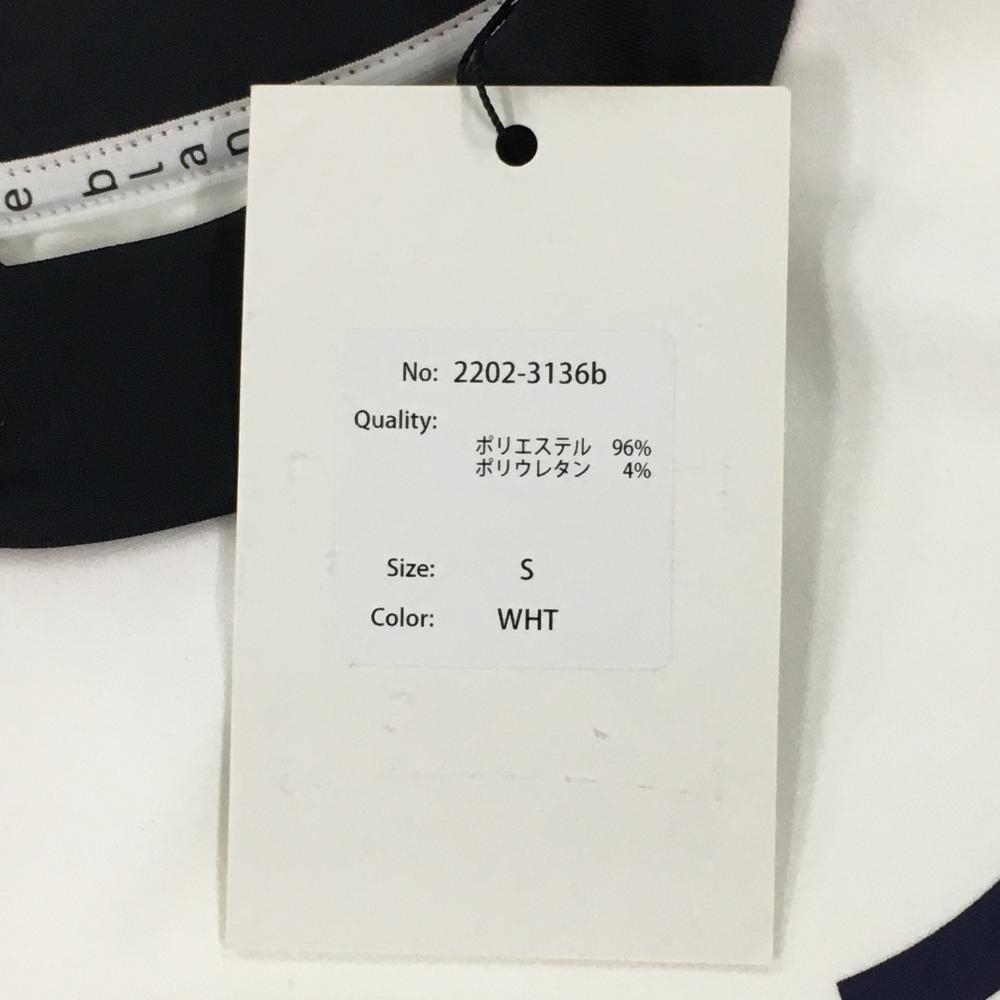 e blan
No: 2202-3136b
Quality:
ポリエステル 96%
ポリウレタン 4%
Size: S
Color: WHT